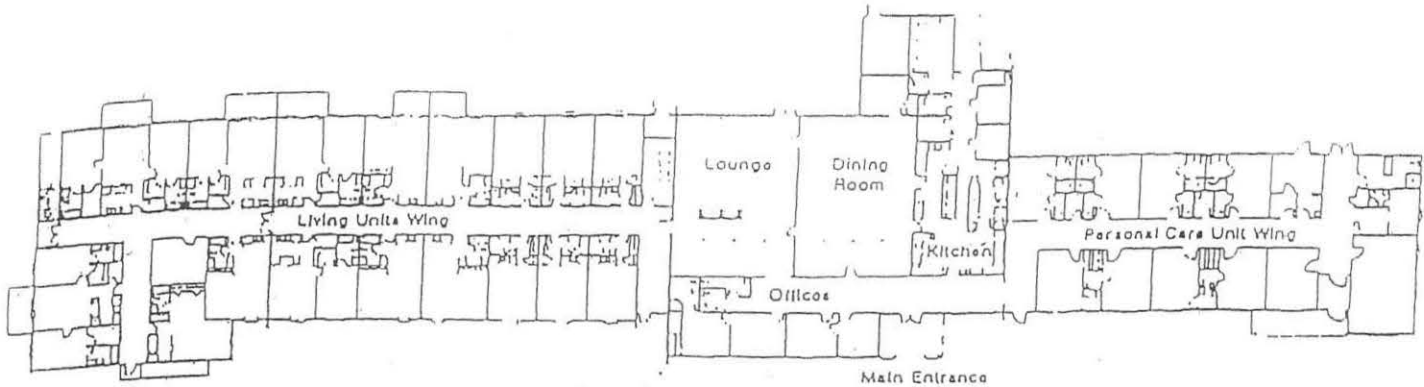 Lounge
Dining
Room
Living Units Wing
Personal Care Unit Wing
Kitchen
Offices
Main Entrance